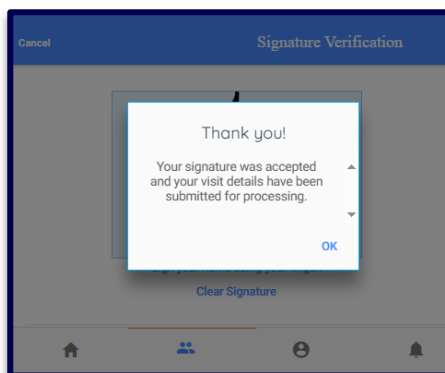 Cancel
Signature Verification
Thank you!
Your signature was accepted
and your visit details have been
submitted for processing.
OK
Clear Signature